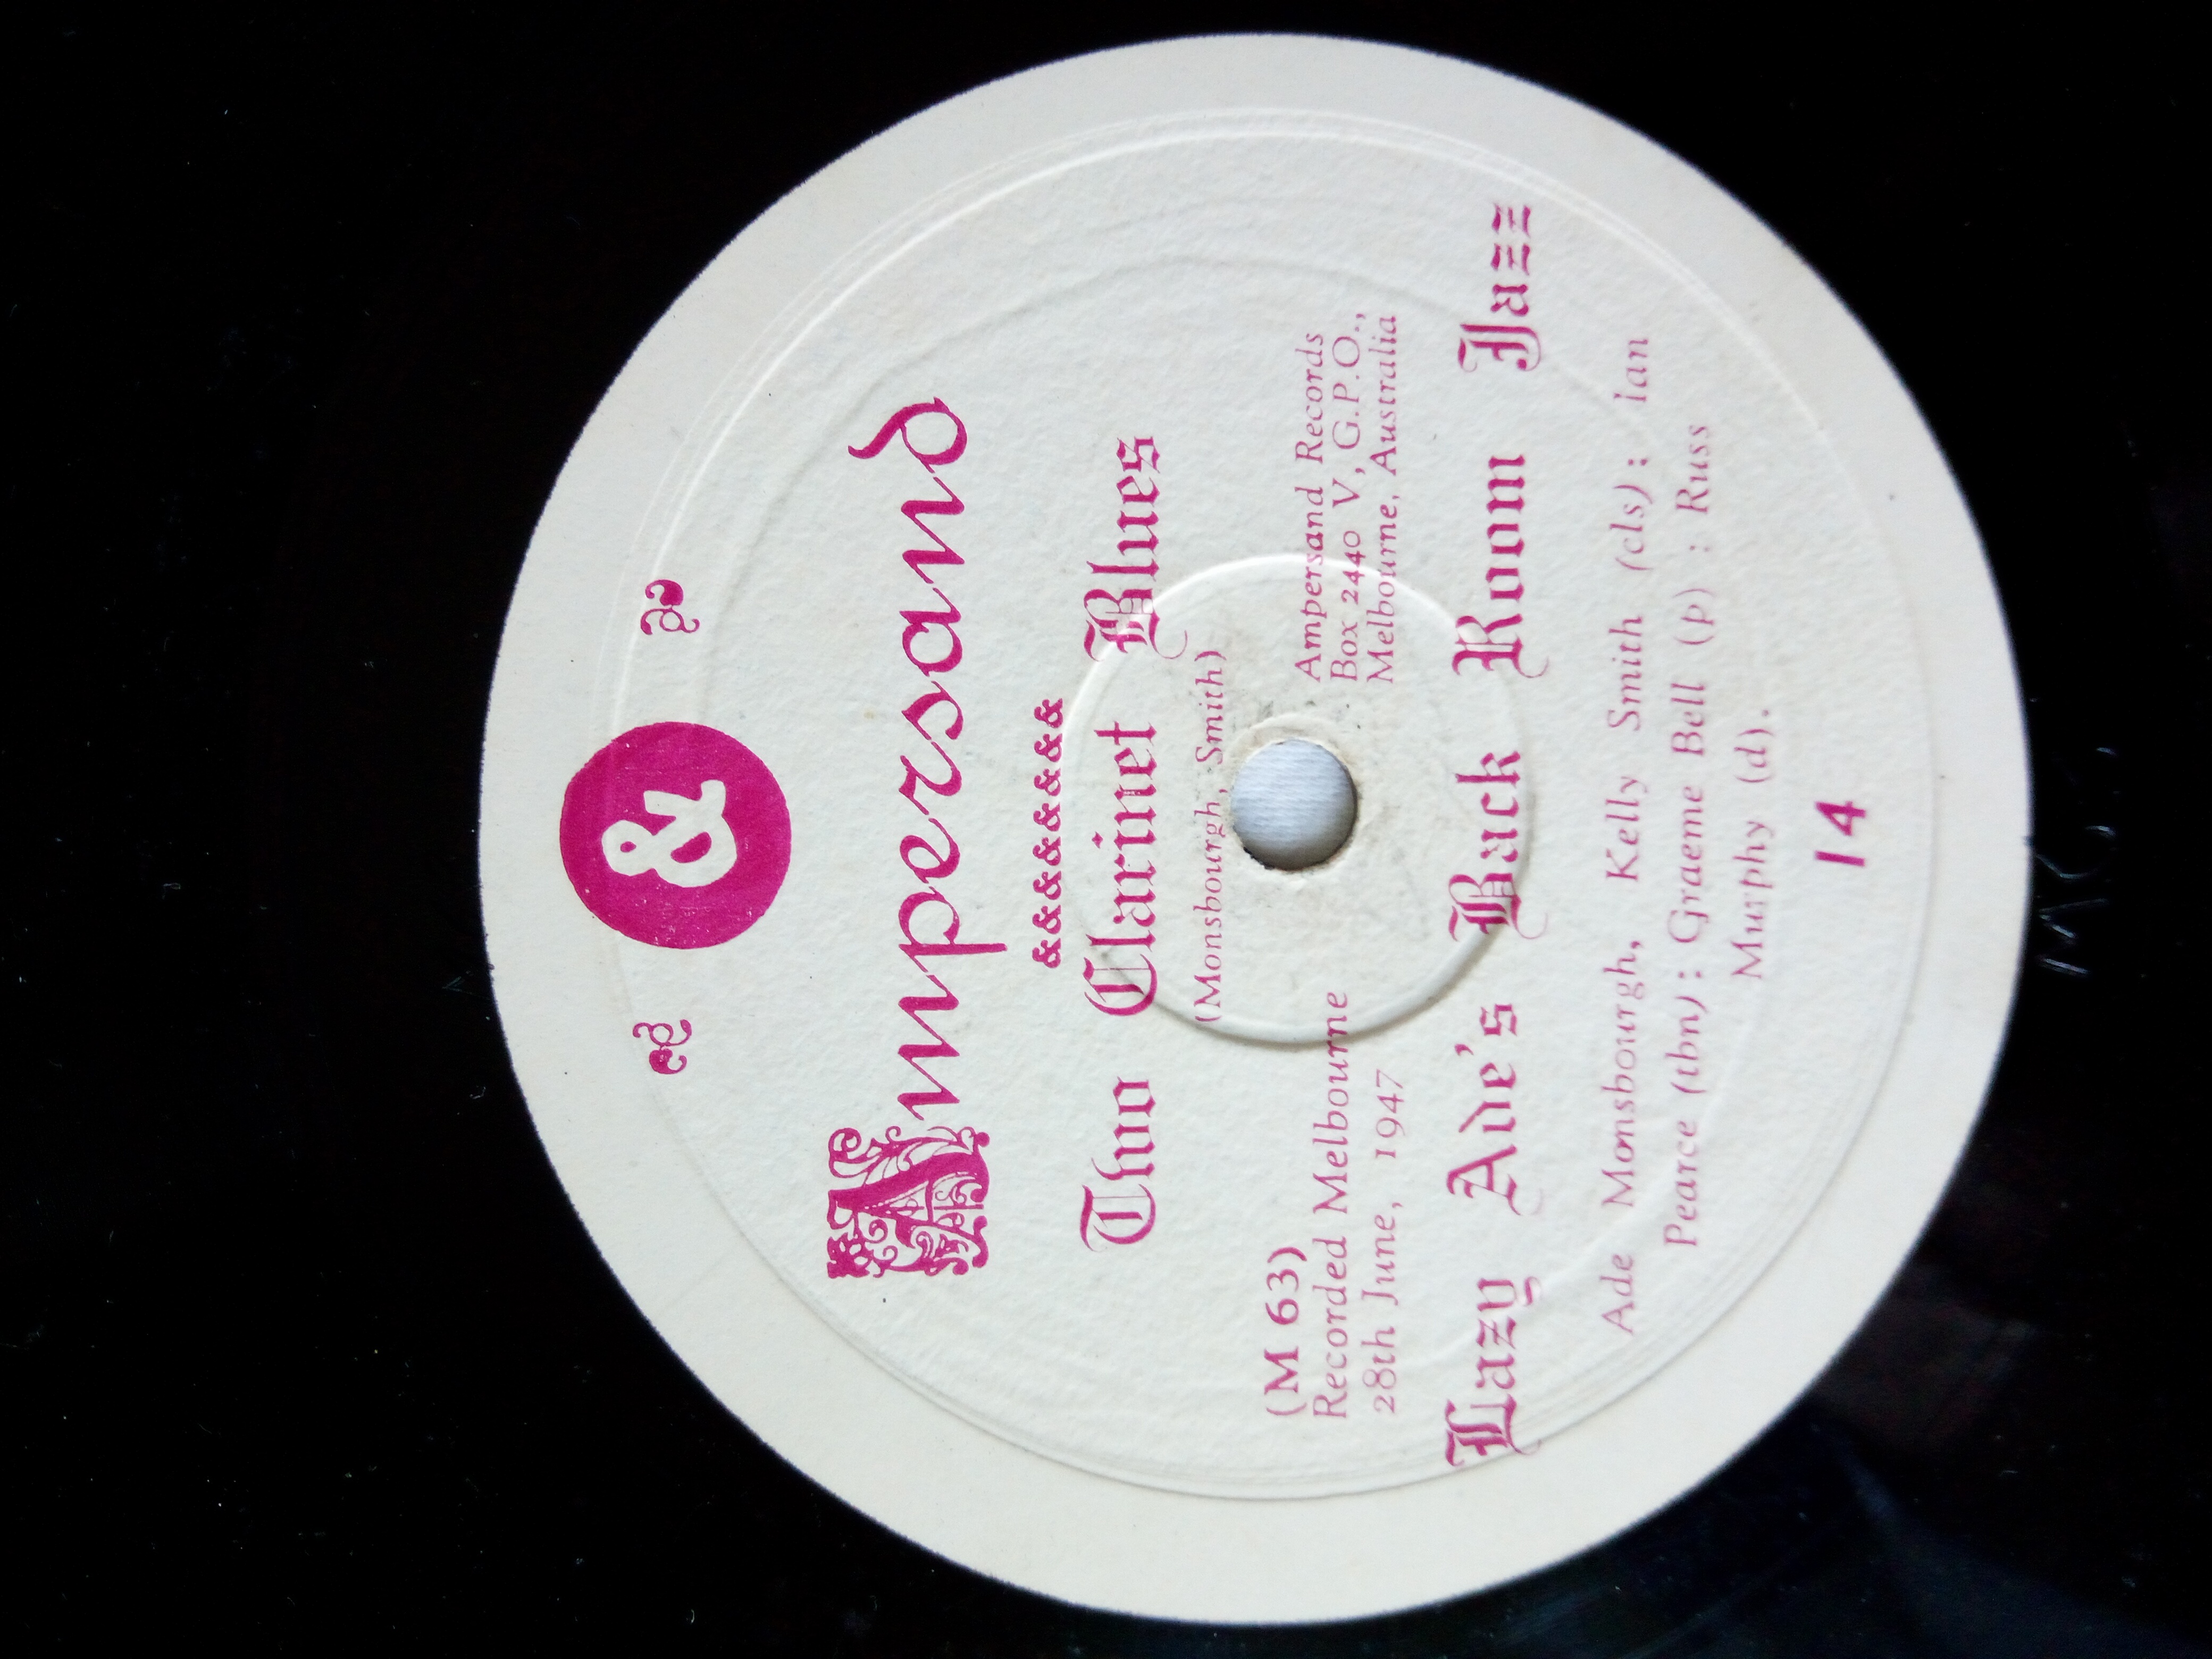 &
Ampersand
&&&&&&&&
Two Clarinet Blues
(Monsbourgh, Smith)
(M 63)
Recorded Melbourne
28th June, 1947
Ampersand Records
Box 2440 V, G.P.O.,
Melbourne, Australia
Lazy Ade's Back Room Jazz
Ade Monsbourgh, Kelly Smith (cls) : Ian
Pearce (tbn) : Graeme Bell (p) : Russ
Murphy (d).
14